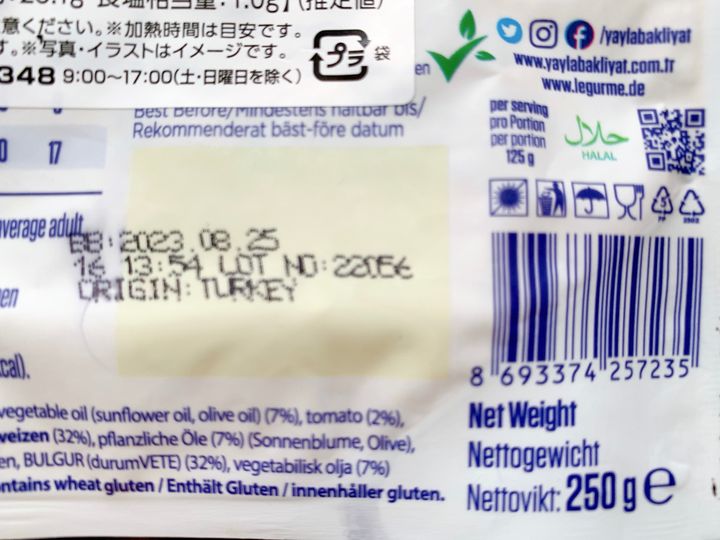 意ください。※加熱時間は目安です。
す。※写真・イラストはイメージです。
348 9:00〜17:00(土・日曜日を除く)
プラ 袋
en
/yaylabakliyat
www.yaylabakliyat.com.tr
www.legurme.de
Best Before/Mindestens haltbar bis/
Rekommenderat bäst-före datum
per serving
pro Portion
per portion
125 g
حلال
HALAL
0 17
average adult
BB: 2023.08.25
16 13:54 LOT NO: 22056
ORIGIN: TURKEY
en
cal).
5
PP
8 693374 257235
vegetable oil (sunflower oil, olive oil) (7%), tomato (2%),
weizen (32%), pflanzliche Öle (7%) (Sonnenblume, Olive),
en, BULGUR (durumVETE) (32%), vegetabilisk olja (7%)
ntains wheat gluten / Enthält Gluten / innenhåller gluten.
Net Weight
Nettogewicht
Nettovikt: 250 g e